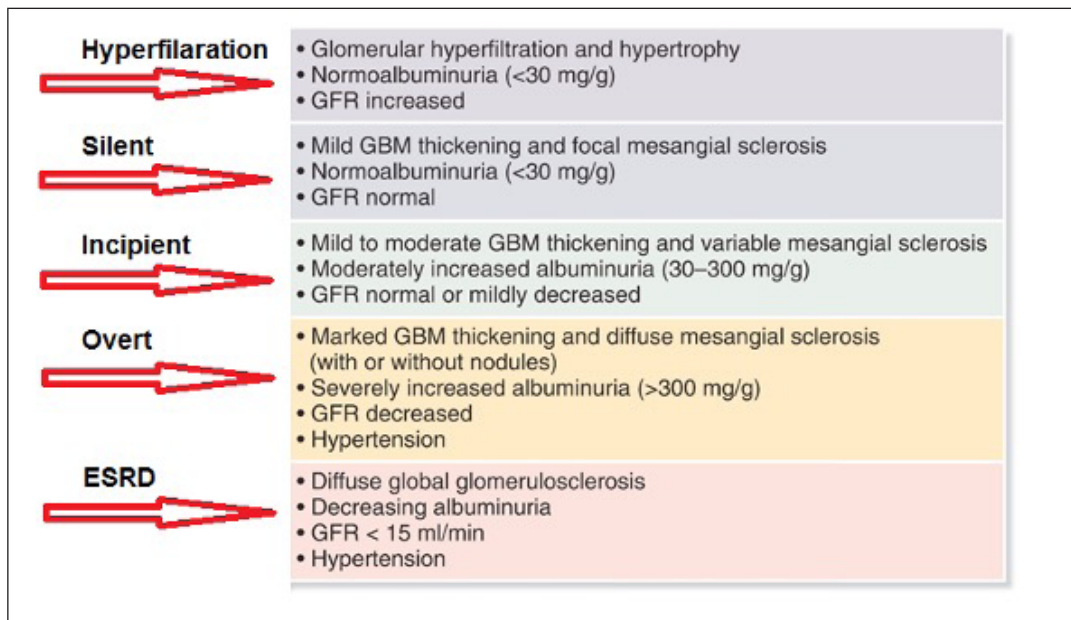 Hyperfilaration
• Glomerular hyperfiltration and hypertrophy
• Normoalbuminuria (<30 mg/g)
• GFR increased
Silent
• Mild GBM thickening and focal mesangial sclerosis
• Normoalbuminuria (<30 mg/g)
• GFR normal
Incipient
• Mild to moderate GBM thickening and variable mesangial sclerosis
• Moderately increased albuminuria (30–300 mg/g)
• GFR normal or mildly decreased
Overt
• Marked GBM thickening and diffuse mesangial sclerosis
(with or without nodules)
• Severely increased albuminuria (>300 mg/g)
• GFR decreased
• Hypertension
ESRD
• Diffuse global glomerulosclerosis
• Decreasing albuminuria
• GFR < 15 ml/min
• Hypertension